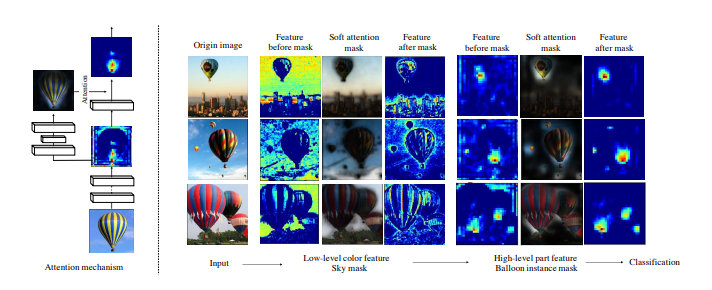 Attention
Attention mechanism
Origin image
Feature
before mask
Soft attention
mask
Feature
after mask
Feature
before mask
Soft attention
mask
Feature
after mask
Input
Low-level color feature
Sky mask
High-level part feature
Balloon instance mask
Classification